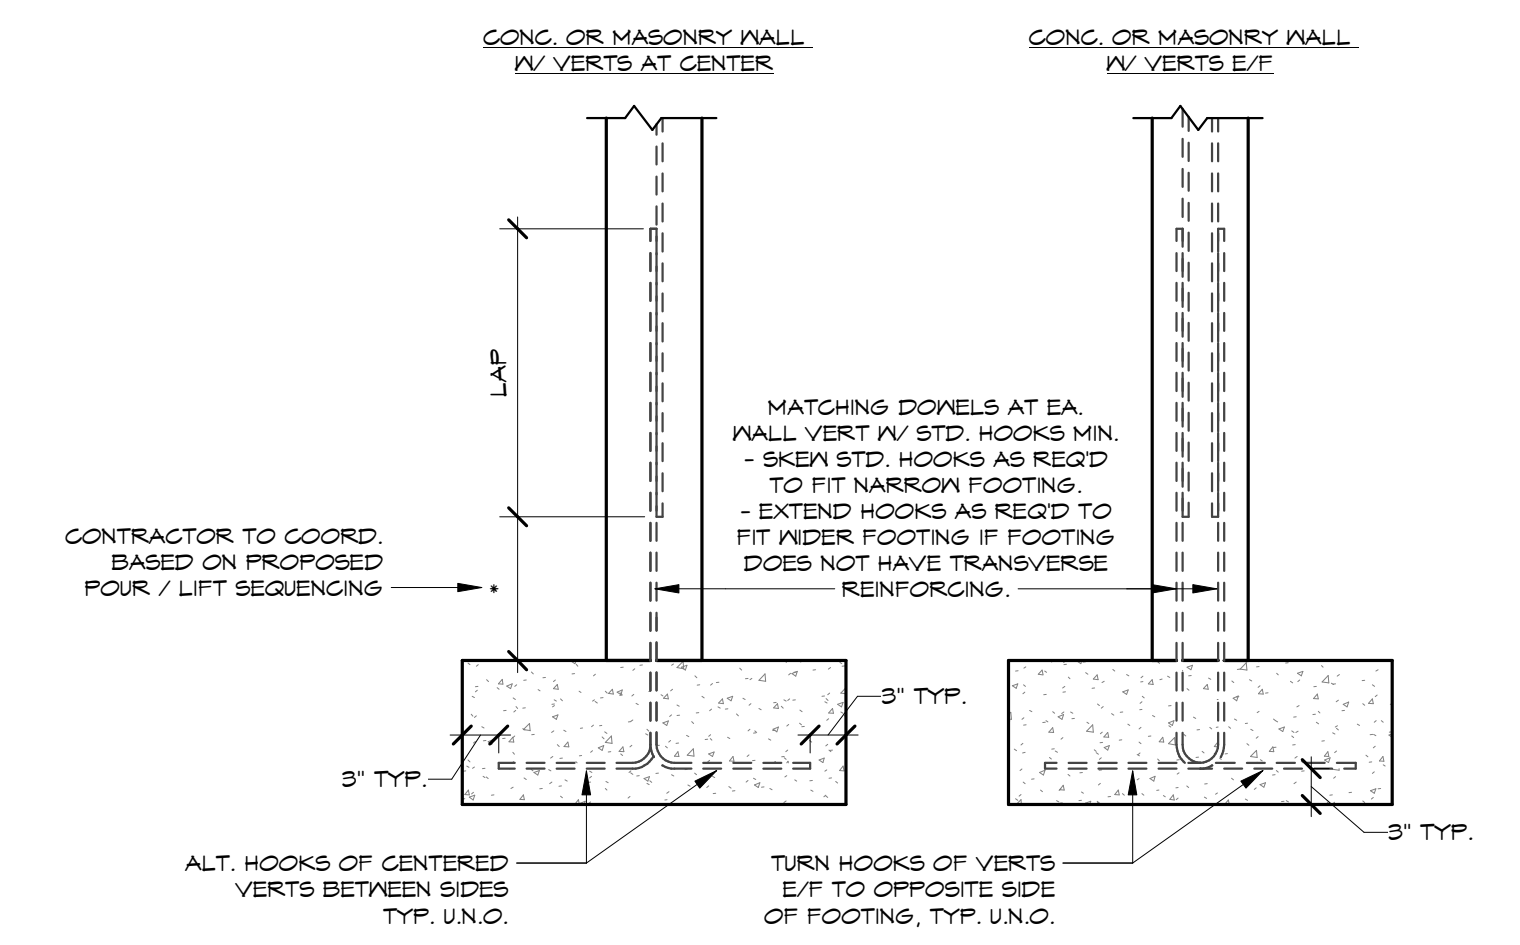 CONC. OR MASONRY WALL
W/ VERTS AT CENTER
CONC. OR MASONRY WALL
W/ VERTS E/F
LAP
MATCHING DOWELS AT EA.
WALL VERT W/ STD. HOOKS MIN.
- SKEW STD. HOOKS AS REQ'D
TO FIT NARROW FOOTING.
- EXTEND HOOKS AS REQ'D TO
FIT WIDER FOOTING IF FOOTING
DOES NOT HAVE TRANSVERSE
REINFORCING.
CONTRACTOR TO COORD.
BASED ON PROPOSED
POUR / LIFT SEQUENCING
*
3" TYP.
3" TYP.
3" TYP.
ALT. HOOKS OF CENTERED
VERTS BETWEEN SIDES
TYP. U.N.O.
TURN HOOKS OF VERTS
E/F TO OPPOSITE SIDE
OF FOOTING, TYP. U.N.O.